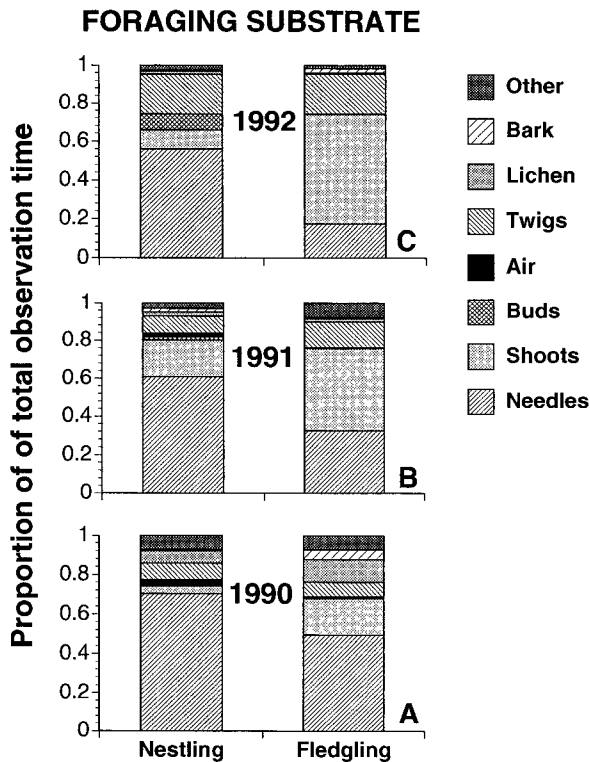 FORAGING SUBSTRATE
Proportion of of total observation time
1
0.8
0.6
0.4
0.2
0
1992
C
1
0.8
0.6
0.4
0.2
0
1991
B
1
0.8
0.6
0.4
0.2
0
1990
A
Nestling Fledgling
Other
Bark
Lichen
Twigs
Air
Buds
Shoots
Needles